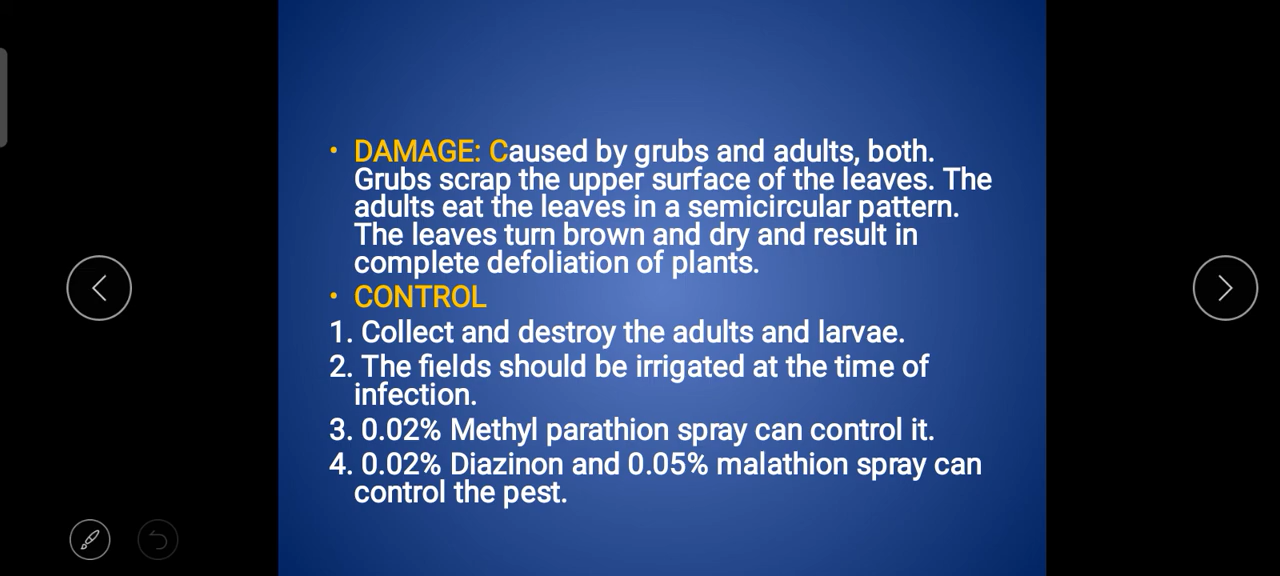 • DAMAGE: Caused by grubs and adults, both.
Grubs scrap the upper surface of the leaves. The
adults eat the leaves in a semicircular pattern.
The leaves turn brown and dry and result in
complete defoliation of plants.
• CONTROL
1. Collect and destroy the adults and larvae.
2. The fields should be irrigated at the time of
infection.
3. 0.02% Methyl parathion spray can control it.
4. 0.02% Diazinon and 0.05% malathion spray can
control the pest.